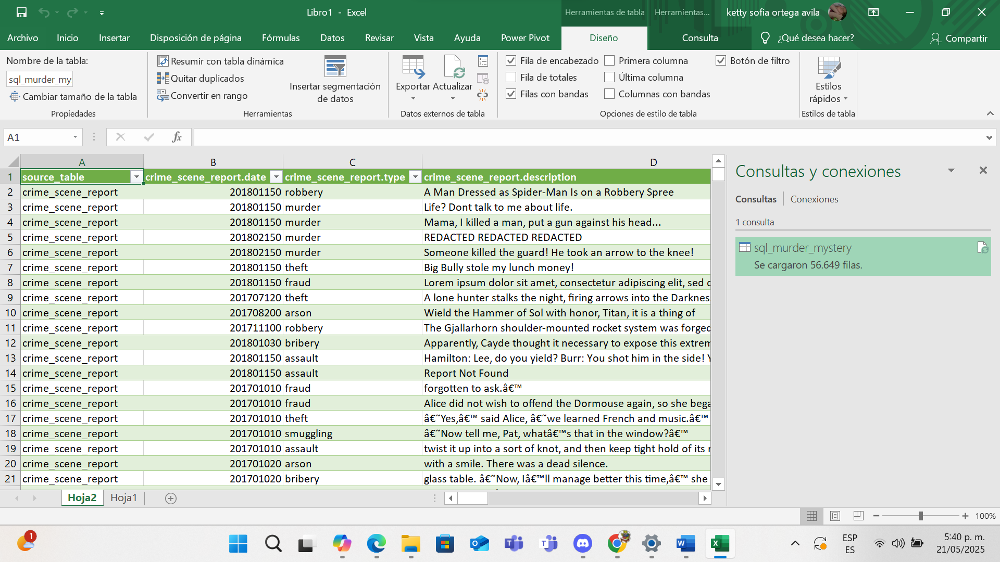 Libro1 - Excel
Herramientas de tabla
Herramientas...
ketty sofia ortega avila
Archivo
Inicio
Insertar
Disposición de página
Fórmulas
Datos
Revisar
Vista
Ayuda
Power Pivot
Diseño
Consulta
¿Qué desea hacer?
Compartir
Nombre de la tabla:
sql_murder_my
Cambiar tamaño de la tabla
Propiedades
Resumir con tabla dinámica
Quitar duplicados
Convertir en rango
Insertar segmentación
de datos
Herramientas
Exportar
Actualizar
Datos externos de tabla
Fila de encabezado
Primera columna
Botón de filtro
Fila de totales
Última columna
Filas con bandas
Columnas con bandas
Opciones de estilo de tabla
Estilos
rápidos
Estilos de tabla
A1
fx
A B C D
1 source_table crime_scene_report.date crime_scene_report.type crime_scene_report.description
2 crime_scene_report 201801150 robbery A Man Dressed as Spider-Man Is on a Robbery Spree
3 crime_scene_report 201801150 murder Life? Dont talk to me about life.
4 crime_scene_report 201801150 murder Mama, I killed a man, put a gun against his head...
5 crime_scene_report 201802150 murder REDACTED REDACTED REDACTED
6 crime_scene_report 201802150 murder Someone killed the guard! He took an arrow to the knee!
7 crime_scene_report 201801150 theft Big Bully stole my lunch money!
8 crime_scene_report 201801150 fraud Lorem ipsum dolor sit amet, consectetur adipiscing elit, sed
9 crime_scene_report 201707120 theft A lone hunter stalks the night, firing arrows into the Darknes
10 crime_scene_report 201708200 arson Wield the Hammer of Sol with honor, Titan, it is a thing of
11 crime_scene_report 201711100 robbery The Gjallarhorn shoulder-mounted rocket system was forged
12 crime_scene_report 201801030 bribery Apparently, Cayde thought it necessary to expose this extrem
13 crime_scene_report 201801150 assault Hamilton: Lee, do you yield? Burr: You shot him in the side! Y
14 crime_scene_report 201801150 assault Report Not Found
15 crime_scene_report 201701010 fraud forgotten to ask.â€™
16 crime_scene_report 201701010 fraud Alice did not wish to offend the Dormouse again, so she bega
17 crime_scene_report 201701010 theft â€˜Yes,â€™ said Alice, â€˜we learned French and music.â€™
18 crime_scene_report 201701010 smuggling â€˜Now tell me, Pat, whatâ€™s that in the window?â€™
19 crime_scene_report 201701010 assault twist it up into a sort of knot, and then keep tight hold of its
20 crime_scene_report 201701020 arson with a smile. There was a dead silence.
21 crime_scene_report 201701020 bribery glass table. â€˜Now, Iâ€™ll manage better this time,â€™ she
Consultas y conexiones
Consultas
Conexiones
1 consulta
sql_murder_mystery
Se cargaron 56.649 filas.
Hoja2
Hoja1
100%
1
ESP
ES
5:40 p. m.
21/05/2025